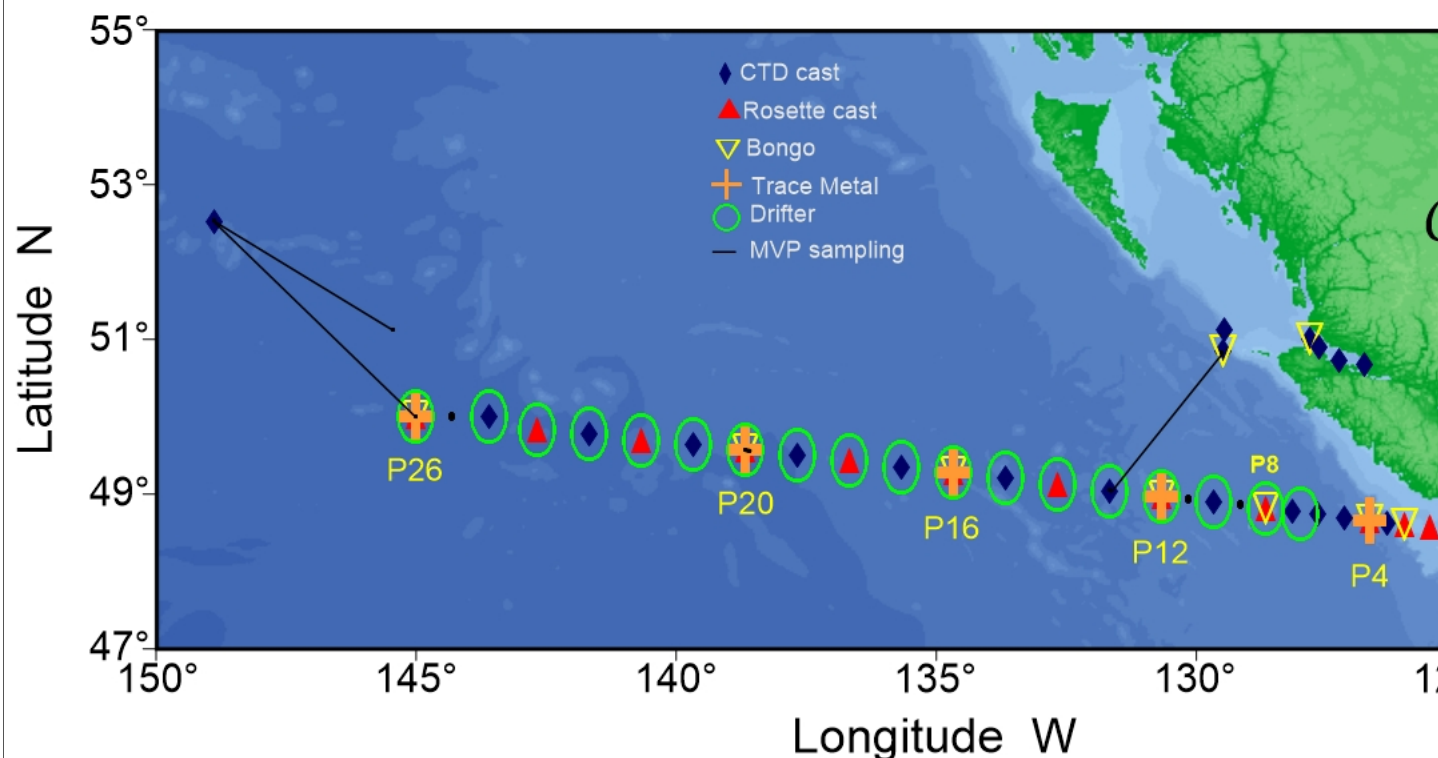 55°
53°
51°
49°
47°
Latitude N
CTD cast
Rosette cast
Bongo
Trace Metal
Drifter
MVP sampling
P26
P20
P16
P12
P8
P4
150°
145°
140°
135°
130°
Longitude W